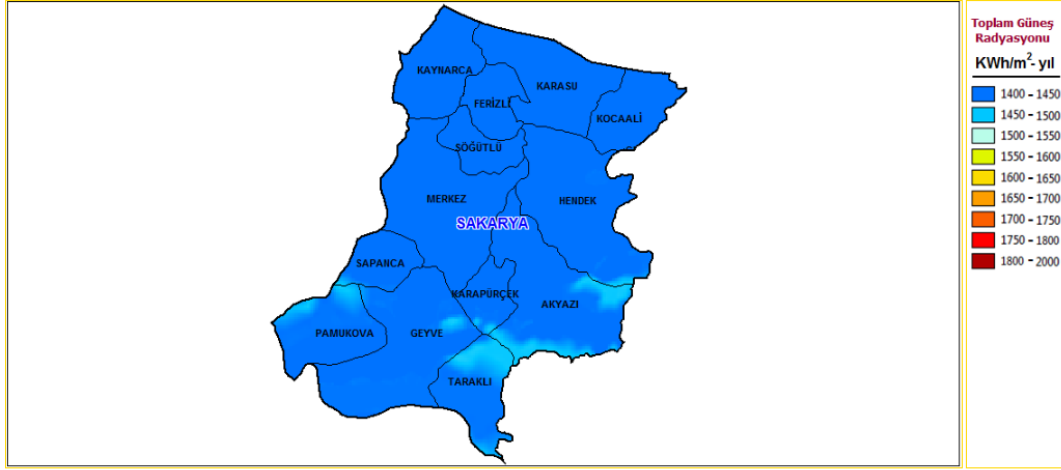 KAYNARCA
KARASU
FERİZLİ
KOCAALİ
SÖĞÜTLÜ
MERKEZ
HENDEK
SAKARYA
SAPANCA
KARAPÜRÇEK
AKYAZI
PAMUKOVA
GEYVE
TARAKLI
Toplam Güneş
Radyasyonu
KWh/m²- yıl
1400 - 1450
1450 - 1500
1500 - 1550
1550 - 1600
1600 - 1650
1650 - 1700
1700 - 1750
1750 - 1800
1800 - 2000